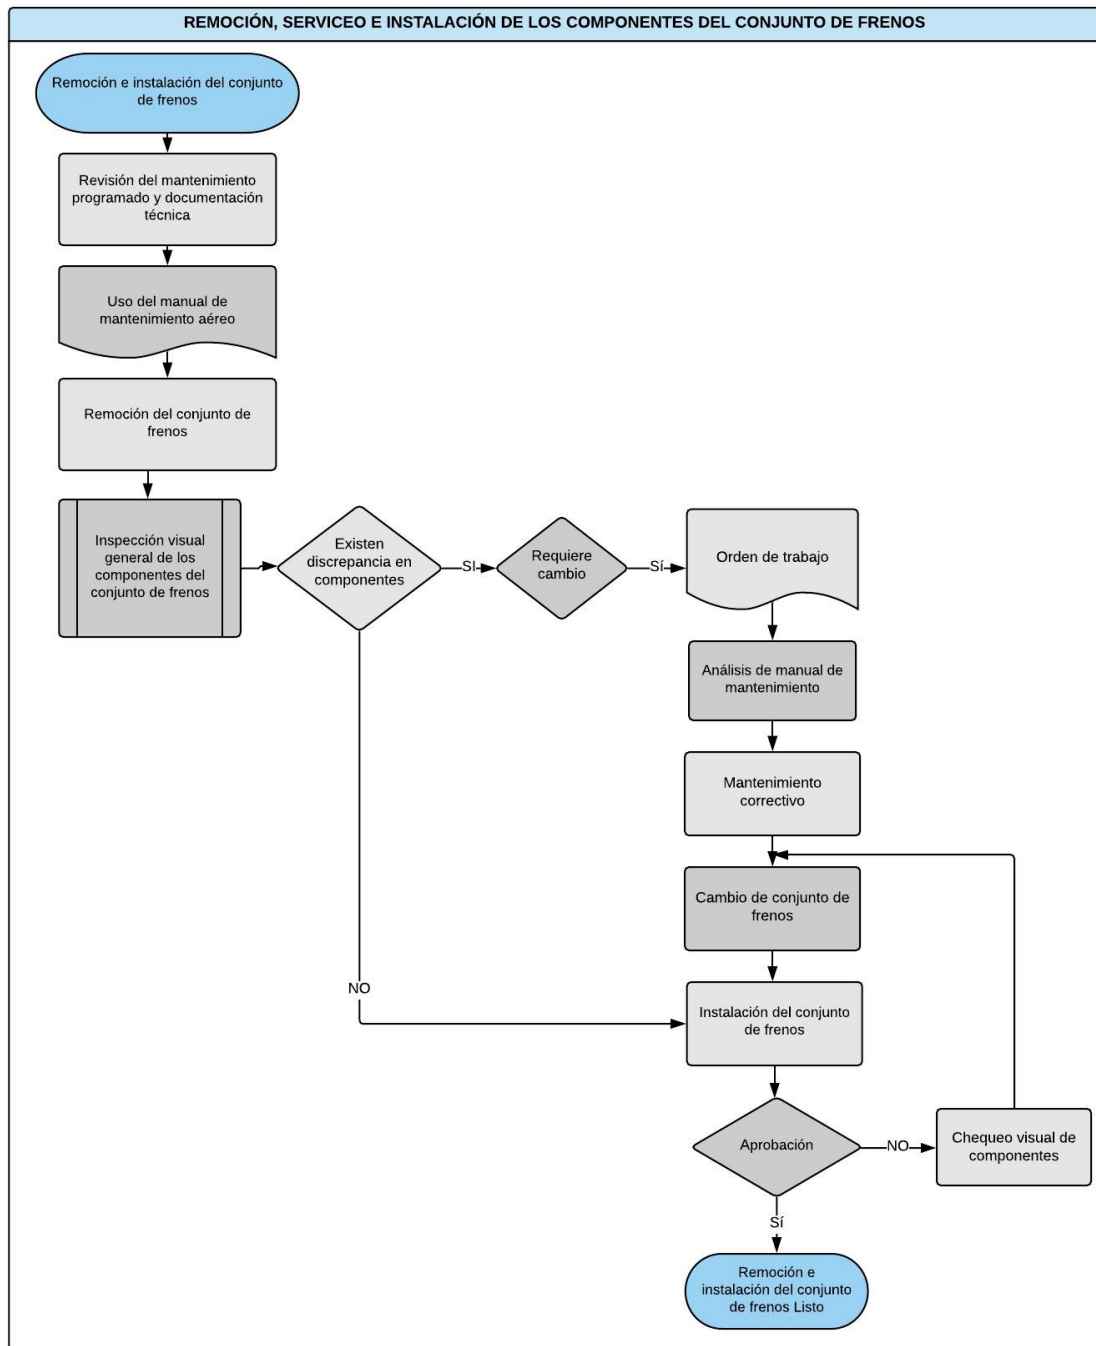 REMOCIÓN, SERVICEO E INSTALACIÓN DE LOS COMPONENTES DEL CONJUNTO DE FRENOS
Remoción e instalación del conjunto
de frenos
Revisión del mantenimiento
programado y documentación
técnica
Uso del manual de
mantenimiento aéreo
Remoción del conjunto de
frenos
Inspección visual
general de los
componentes del
conjunto de frenos
Existen
discrepancia en
componentes
SI
Requiere
cambio
Sí
Orden de trabajo
Análisis de manual de
mantenimiento
Mantenimiento
correctivo
Cambio de conjunto de
frenos
NO
Instalación del conjunto
de frenos
Aprobación
NO
Chequeo visual de
componentes
Sí
Remoción e
instalación del conjunto
de frenos Listo